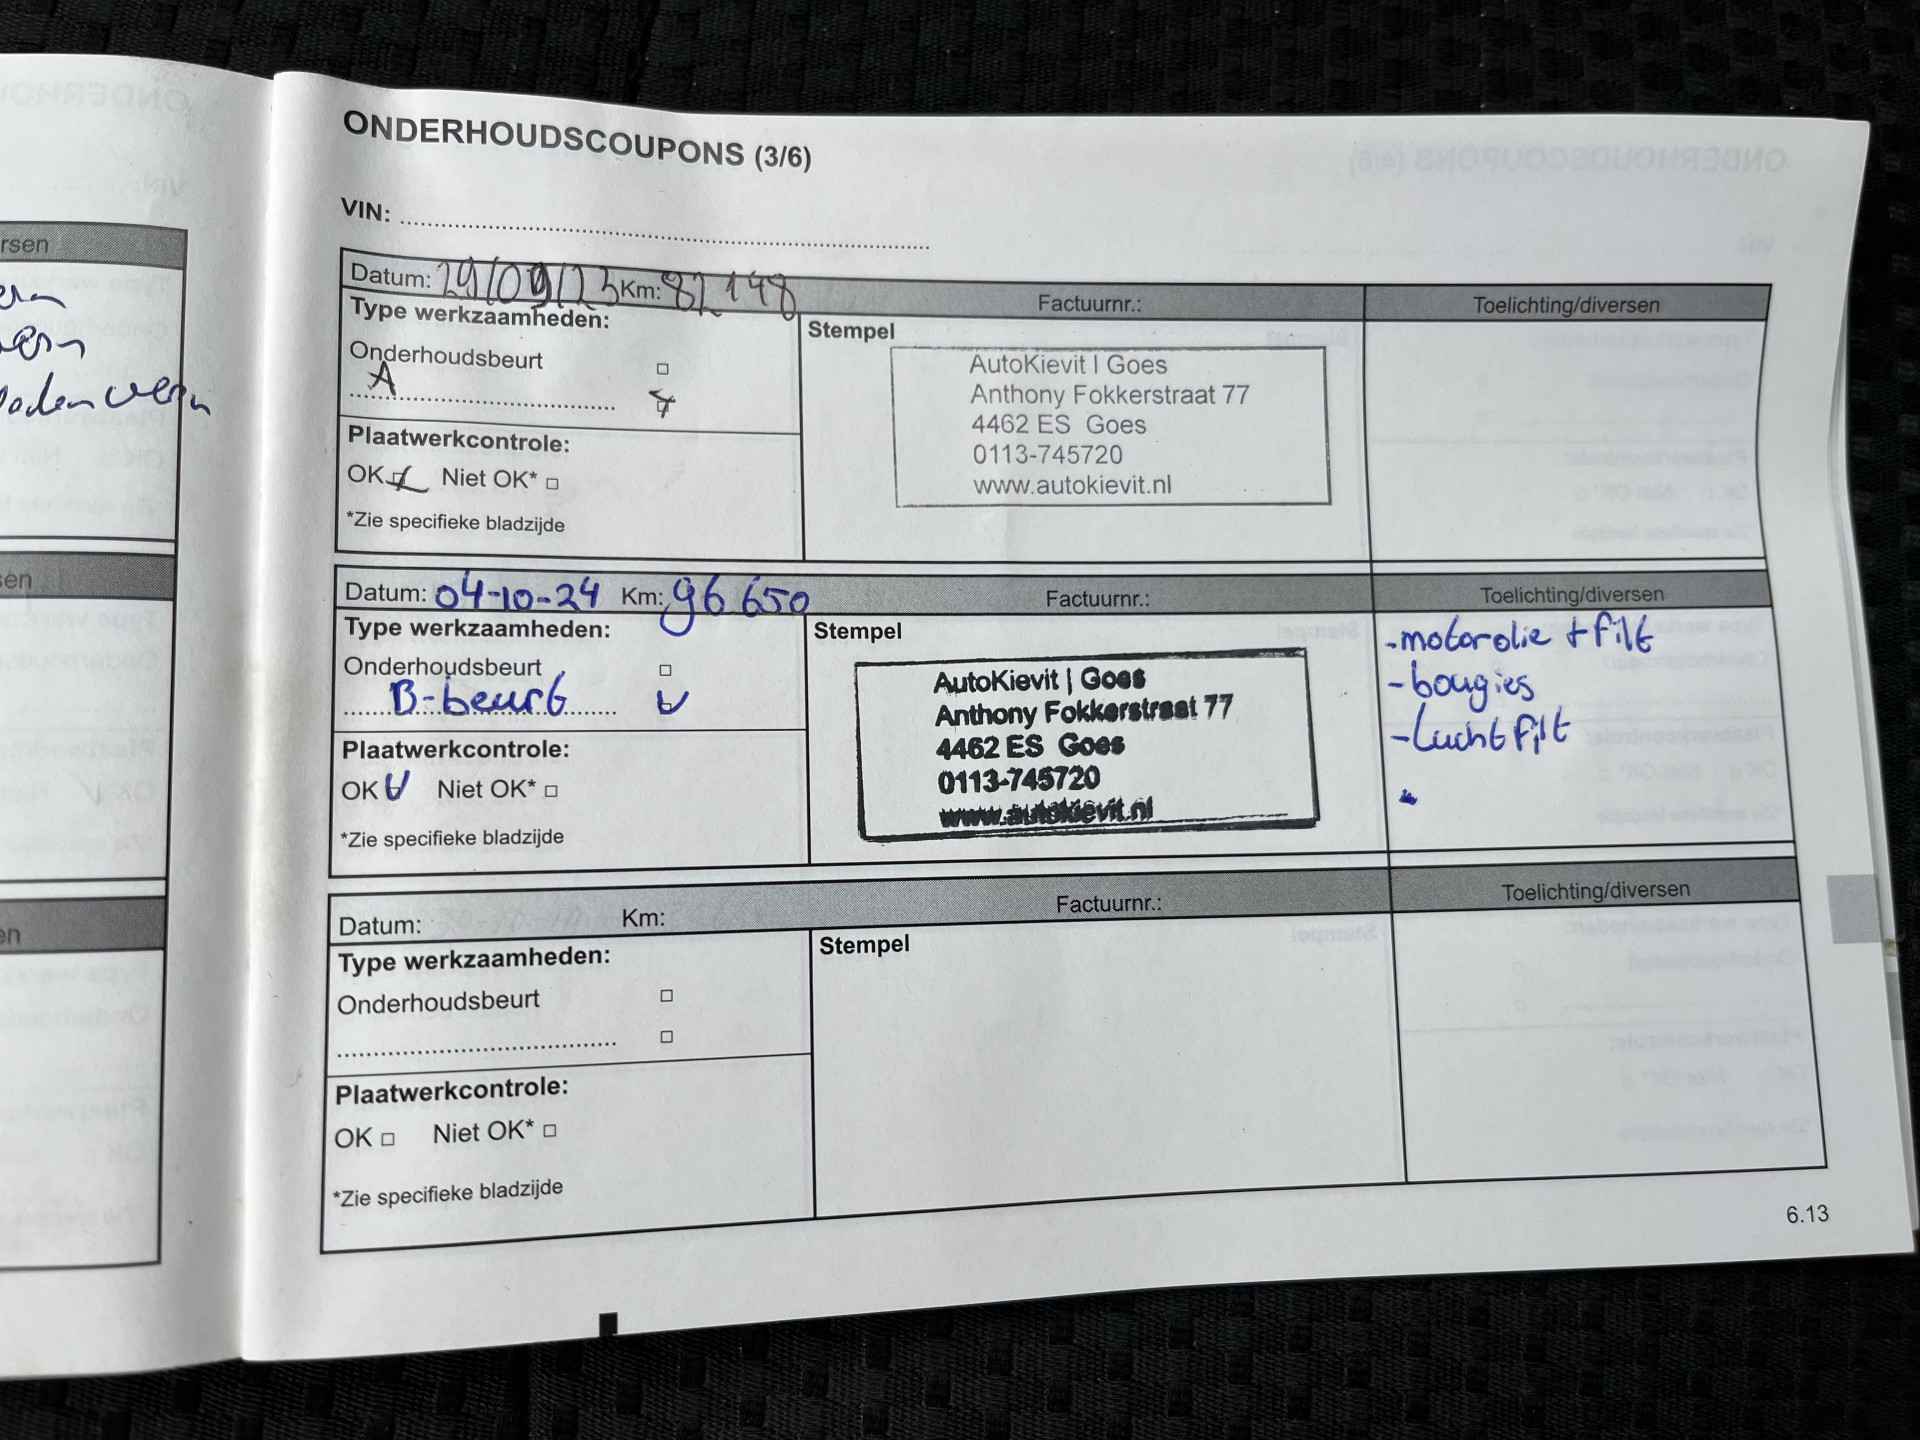 rsen
sen
en
ONDERHOUDSCOUPONS (3/6)
VIN:
Datum: 29/09/23 Km: 82 148 Factuurnr.: Toelichting/diversen
Type werkzaamheden:
Stempel
Onderhoudsbeurt
A
Plaatwerkcontrole:
OK Niet OK*
*Zie specifieke bladzijde
AutoKievit | Goes
Anthony Fokkerstraat 77
4462 ES Goes
0113-745720
www.autokievit.nl
Datum: 04-10-24 Km: 96 650 Factuurnr.: Toelichting/diversen
Type werkzaamheden:
Stempel
Onderhoudsbeurt
B-beurt
Plaatwerkcontrole:
OK Niet OK*
*Zie specifieke bladzijde
AutoKievit | Goes
Anthony Fokkerstraat 77
4462 ES Goes
0113-745720
www.autokievit.nl
-motorolie + filt
-bougies
-Luchtfilt
Datum: Km: Factuurnr.: Toelichting/diversen
Type werkzaamheden:
Stempel
Onderhoudsbeurt
Plaatwerkcontrole:
OK Niet OK*
*Zie specifieke bladzijde
6.13